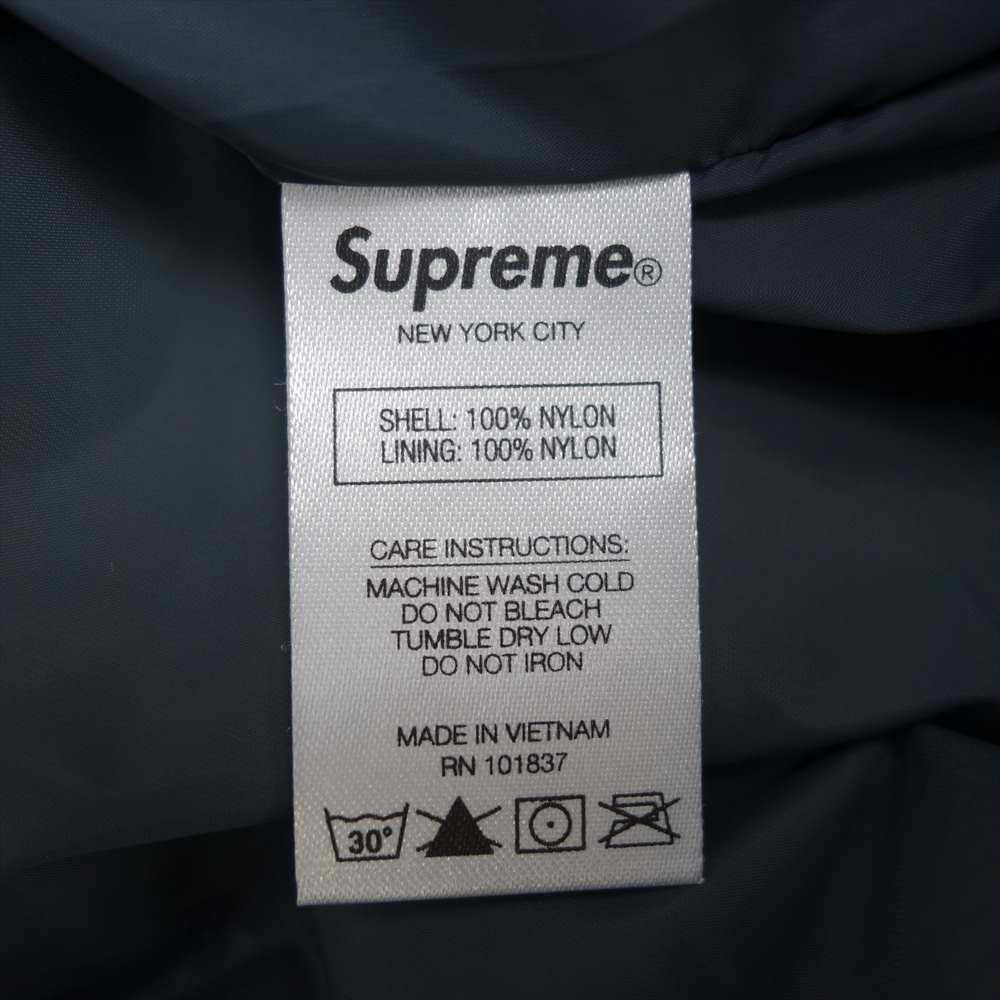 Supreme®
NEW YORK CITY
SHELL: 100% NYLON
LINING: 100% NYLON
CARE INSTRUCTIONS:
MACHINE WASH COLD
DO NOT BLEACH
TUMBLE DRY LOW
DO NOT IRON
MADE IN VIETNAM
RN 101837
30°